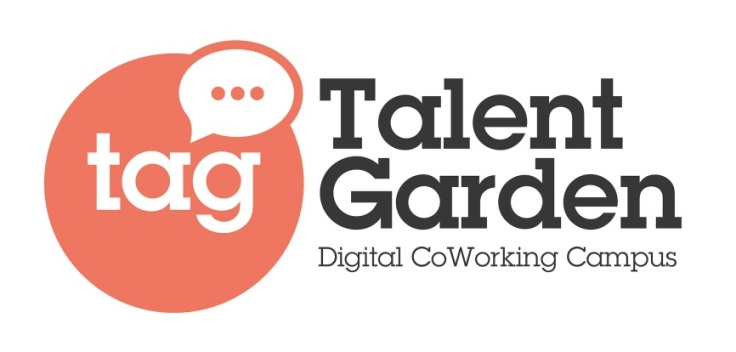 tag
Talent
Garden
Digital CoWorking Campus